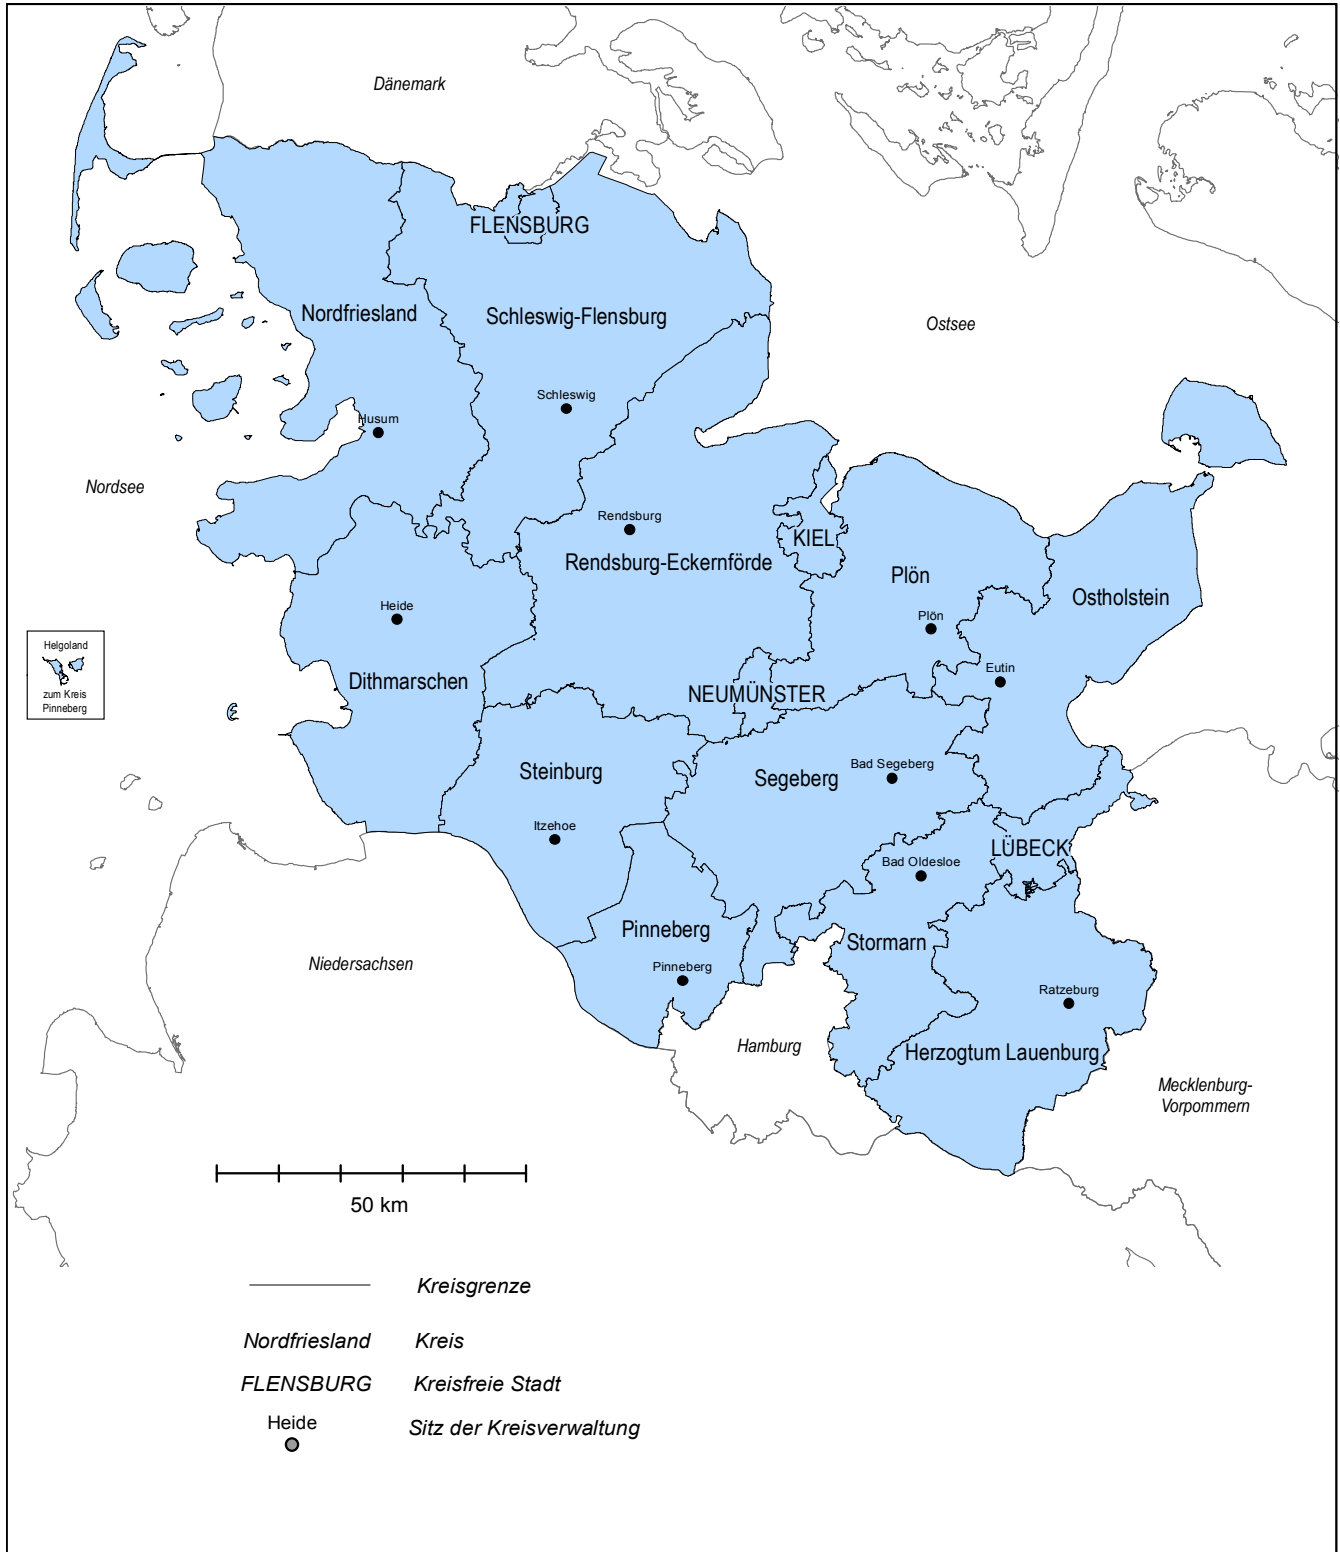 Dänemark
FLENSBURG
Nordfriesland
Schleswig-Flensburg
Ostsee
Schleswig
Husum
Nordsee
Rendsburg
KIEL
Rendsburg-Eckernförde
Plön
Ostholstein
Heide
Plön
Helgoland
zum Kreis
Pinneberg
Eutin
Dithmarschen
NEUMÜNSTER
Steinburg
Segeberg
Bad Segeberg
Itzehoe
LÜBECK
Bad Oldesloe
Pinneberg
Stormarn
Niedersachsen
Pinneberg
Ratzeburg
Hamburg
Herzogtum Lauenburg
Mecklenburg-
Vorpommern
50 km
Kreisgrenze
Nordfriesland Kreis
FLENSBURG Kreisfreie Stadt
Heide Sitz der Kreisverwaltung